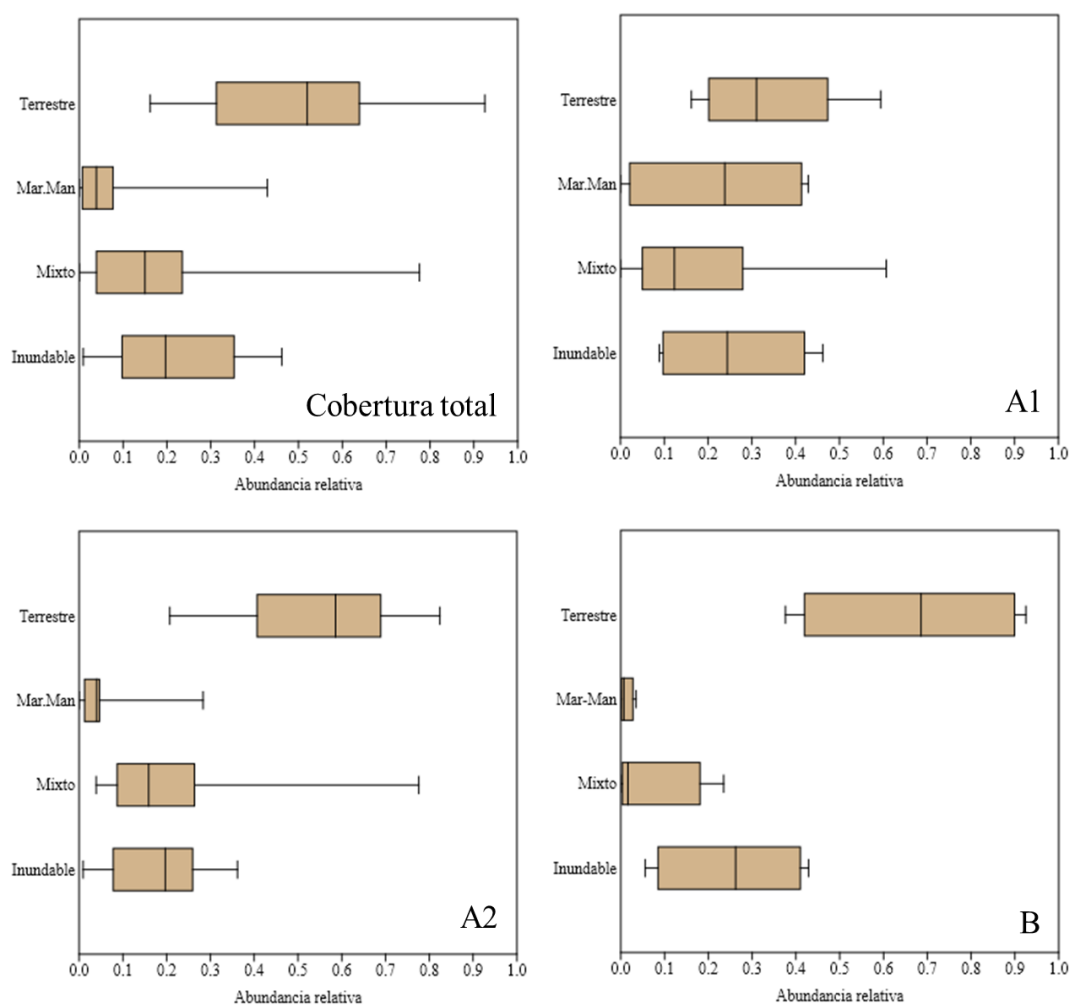 Terrestre
Mar.Man
Mixto
Inundable
Cobertura total
0.0 0.1 0.2 0.3 0.4 0.5 0.6 0.7 0.8 0.9 1.0
Abundancia relativa
Terrestre
Mar.Man
Mixto
Inundable
A1
0.0 0.1 0.2 0.3 0.4 0.5 0.6 0.7 0.8 0.9 1.0
Abundancia relativa
Terrestre
Mar.Man
Mixto
Inundable
A2
0.0 0.1 0.2 0.3 0.4 0.5 0.6 0.7 0.8 0.9 1.0
Abundancia relativa
Terrestre
Mar-Man
Mixto
Inundable
B
0.0 0.1 0.2 0.3 0.4 0.5 0.6 0.7 0.8 0.9 1.0
Abundancia relativa